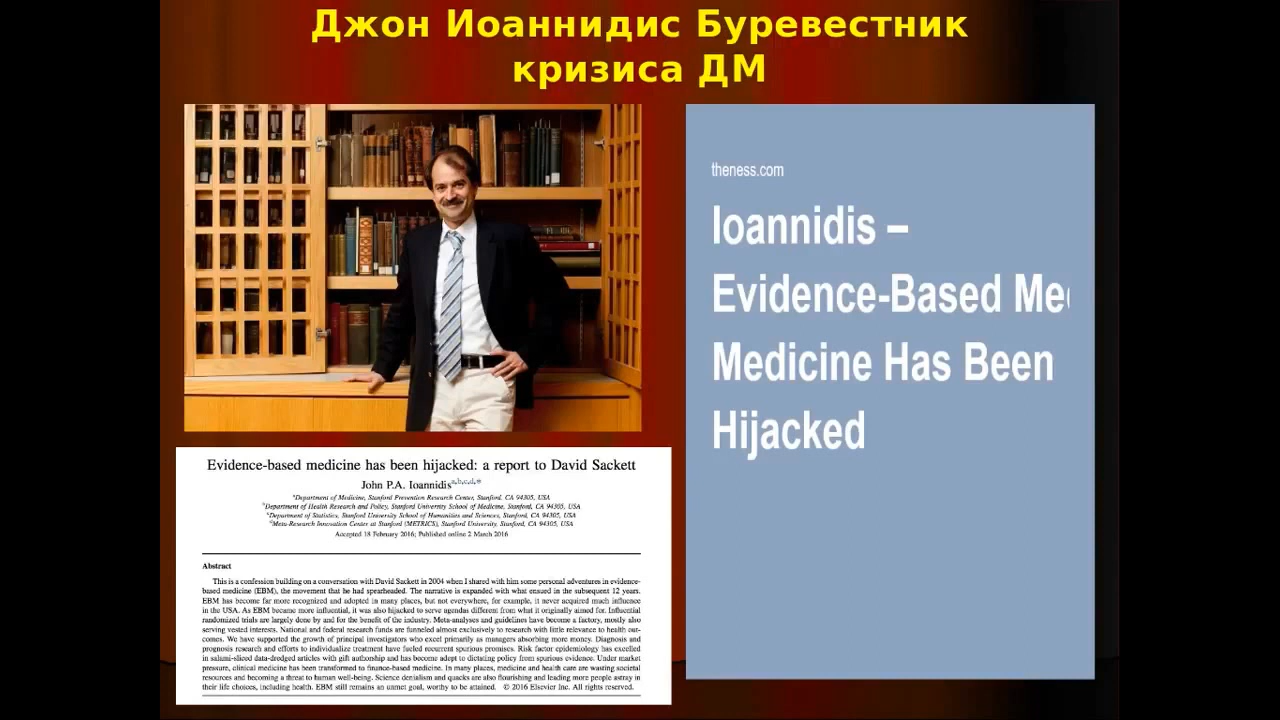 Джон Иоаннидис Буревестник
кризиса ДМ
theness.com
Ioannidis –
Evidence-Based Me
Medicine Has Been
Hijacked
Evidence-based medicine has been hijacked: a report to David Sackett
John P.A. Ioannidis a,b,c,d,*
aDepartment of Medicine, Stanford Prevention Research Center, Stanford, CA 94305, USA
bDepartment of Health Research and Policy, Stanford University School of Medicine, Stanford, CA 94305, USA
cDepartment of Statistics, Stanford University School of Humanities and Sciences, Stanford, CA 94305, USA
dMeta-Research Innovation Center at Stanford (METRICS), Stanford University, Stanford, CA 94305, USA
Accepted 18 February 2016; Published online 2 March 2016
Abstract
This is a confession building on a conversation with David Sackett in 2004 when I shared with him some personal adventures in evidence-
based medicine (EBM), the movement that he had spearheaded. The narrative is expanded with what ensued in the subsequent 12 years.
EBM has become far more recognized and adopted in many places, but not everywhere, for example, it never acquired much influence
in the USA. As EBM became more influential, it was also hijacked to serve agendas different from what it originally aimed for. Influential
randomized trials are largely done by and for the benefit of the industry. Meta-analyses and guidelines have become a factory, mostly also
serving vested interests. National and federal research funds are funneled almost exclusively to research with little relevance to health out-
comes. We have supported the growth of principal investigators who excel primarily as managers absorbing more money. Diagnosis and
prognosis research and efforts to individualize treatment have fueled recurrent spurious promises. Risk factor epidemiology has excelled
in salami-sliced data-dredged articles with gift authorship and has become adept to dictating policy from spurious evidence. Under market
pressure, clinical medicine has been transformed to finance-based medicine. In many places, medicine and health care are wasting societal
resources and becoming a threat to human well-being. Science denialism and quacks are also flourishing and leading more people astray in
their life choices, including health. EBM still remains an unmet goal, worthy to be attained. © 2016 Elsevier Inc. All rights reserved.